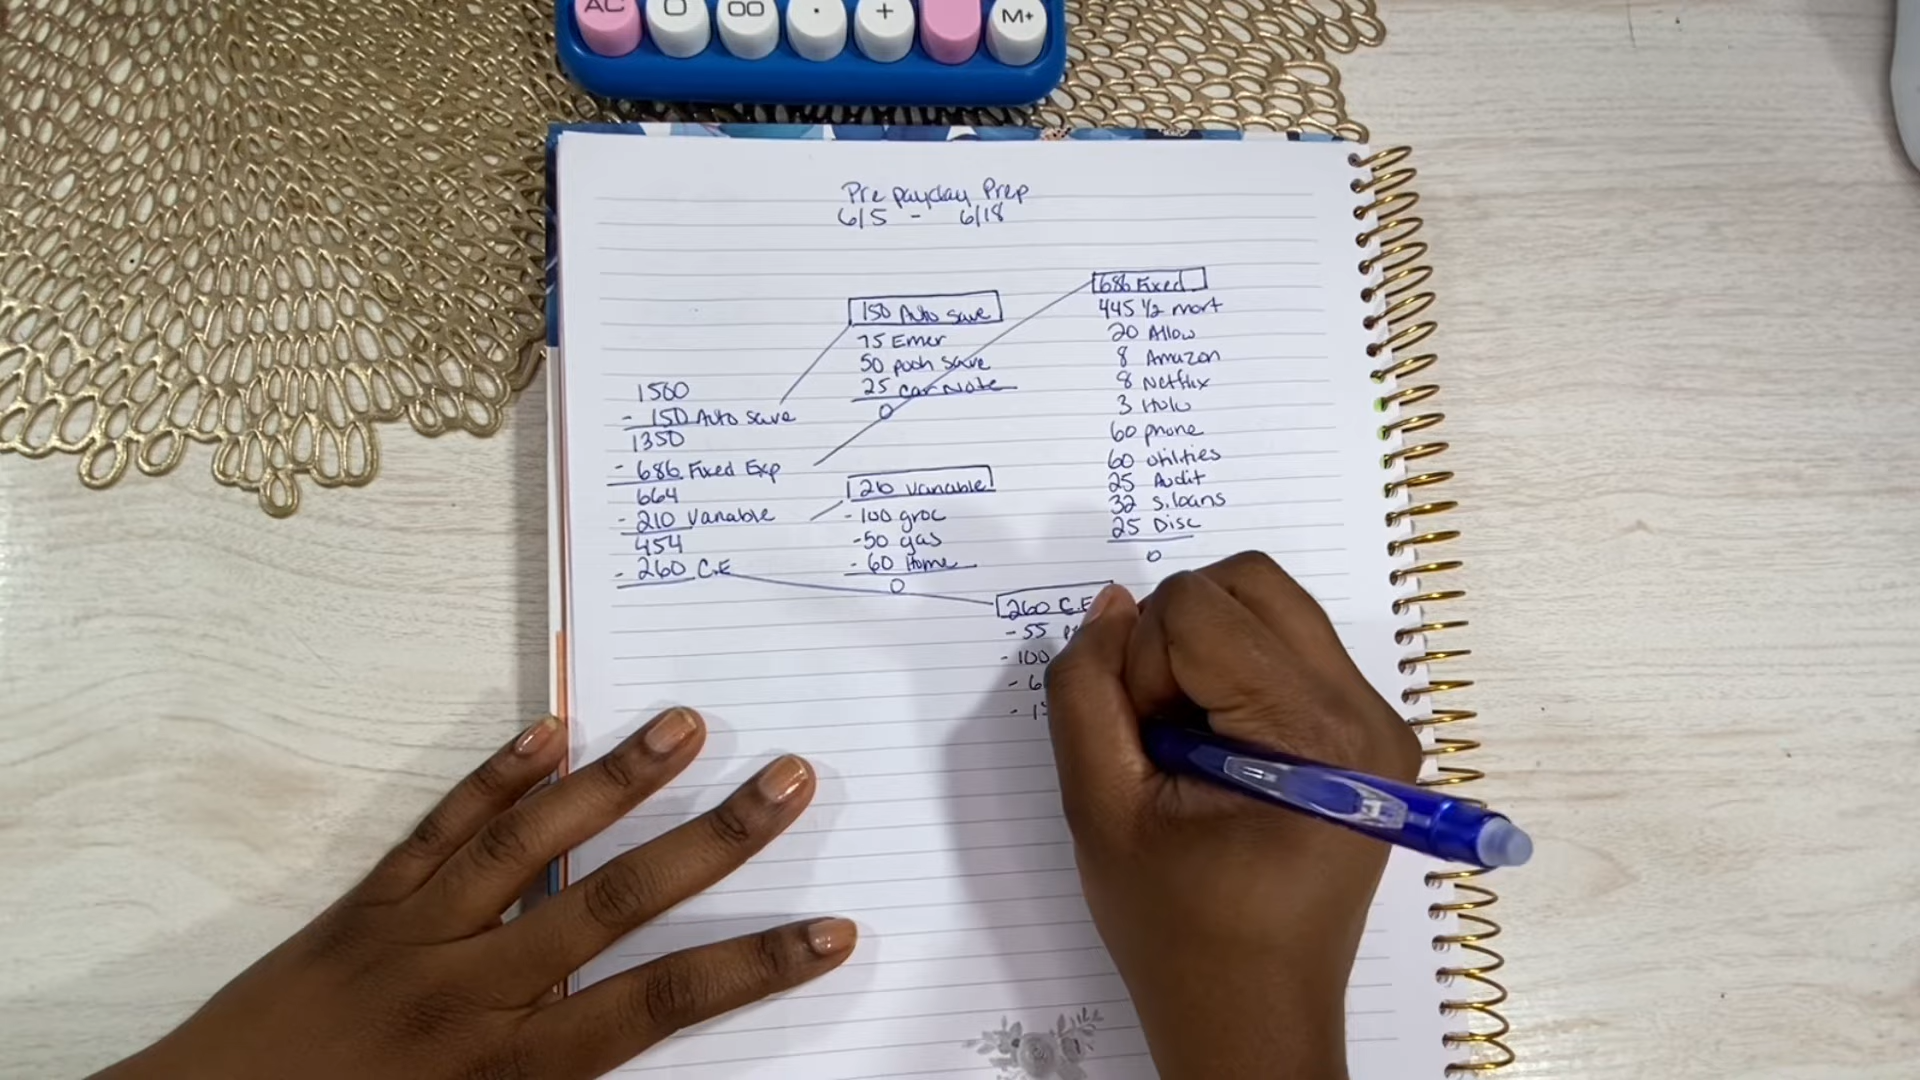 AC 0 00 . + M+
Pre payday Prep
6/5 - 6/18
1500
- 150 Auto save
1350
- 686 Fixed Exp
664
- 210 Variable
454
- 260 C.E
150 Auto save
75 Emer
50 pooh save
25 car note
0
210 Variable
- 100 groc
- 50 gas
- 60 Home
0
686 Fixed
445 1/2 mort
20 Allow
8 Amazon
8 Netflix
3 Hulu
60 phone
60 utilities
25 Audit
32 S.loans
25 Disc
0
260 C.E
- 55
- 100